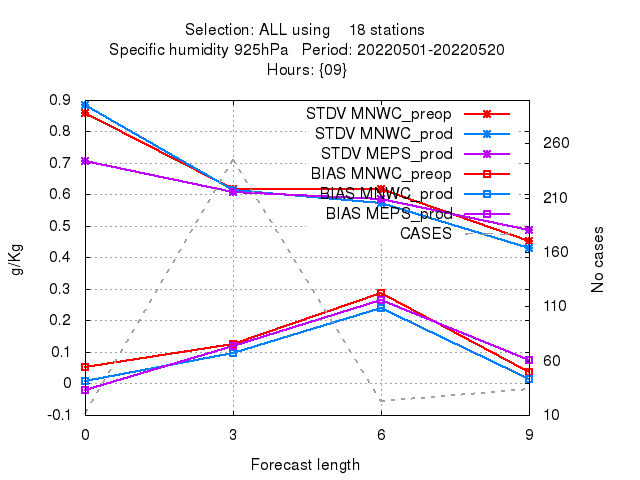 Selection: ALL using 18 stations
Specific humidity 925hPa Period: 20220501-20220520
Hours: {09}
0.9
0.8
0.7
0.6
0.5
0.4
0.3
0.2
0.1
0
-0.1
g/Kg
STDV MNWC_preop
STDV MNWC_prod
STDV MEPS_prod
BIAS MNWC_preop
BIAS MNWC_prod
BIAS MEPS_prod
CASES
260
210
160
110
60
10
No cases
0 3 6 9
Forecast length